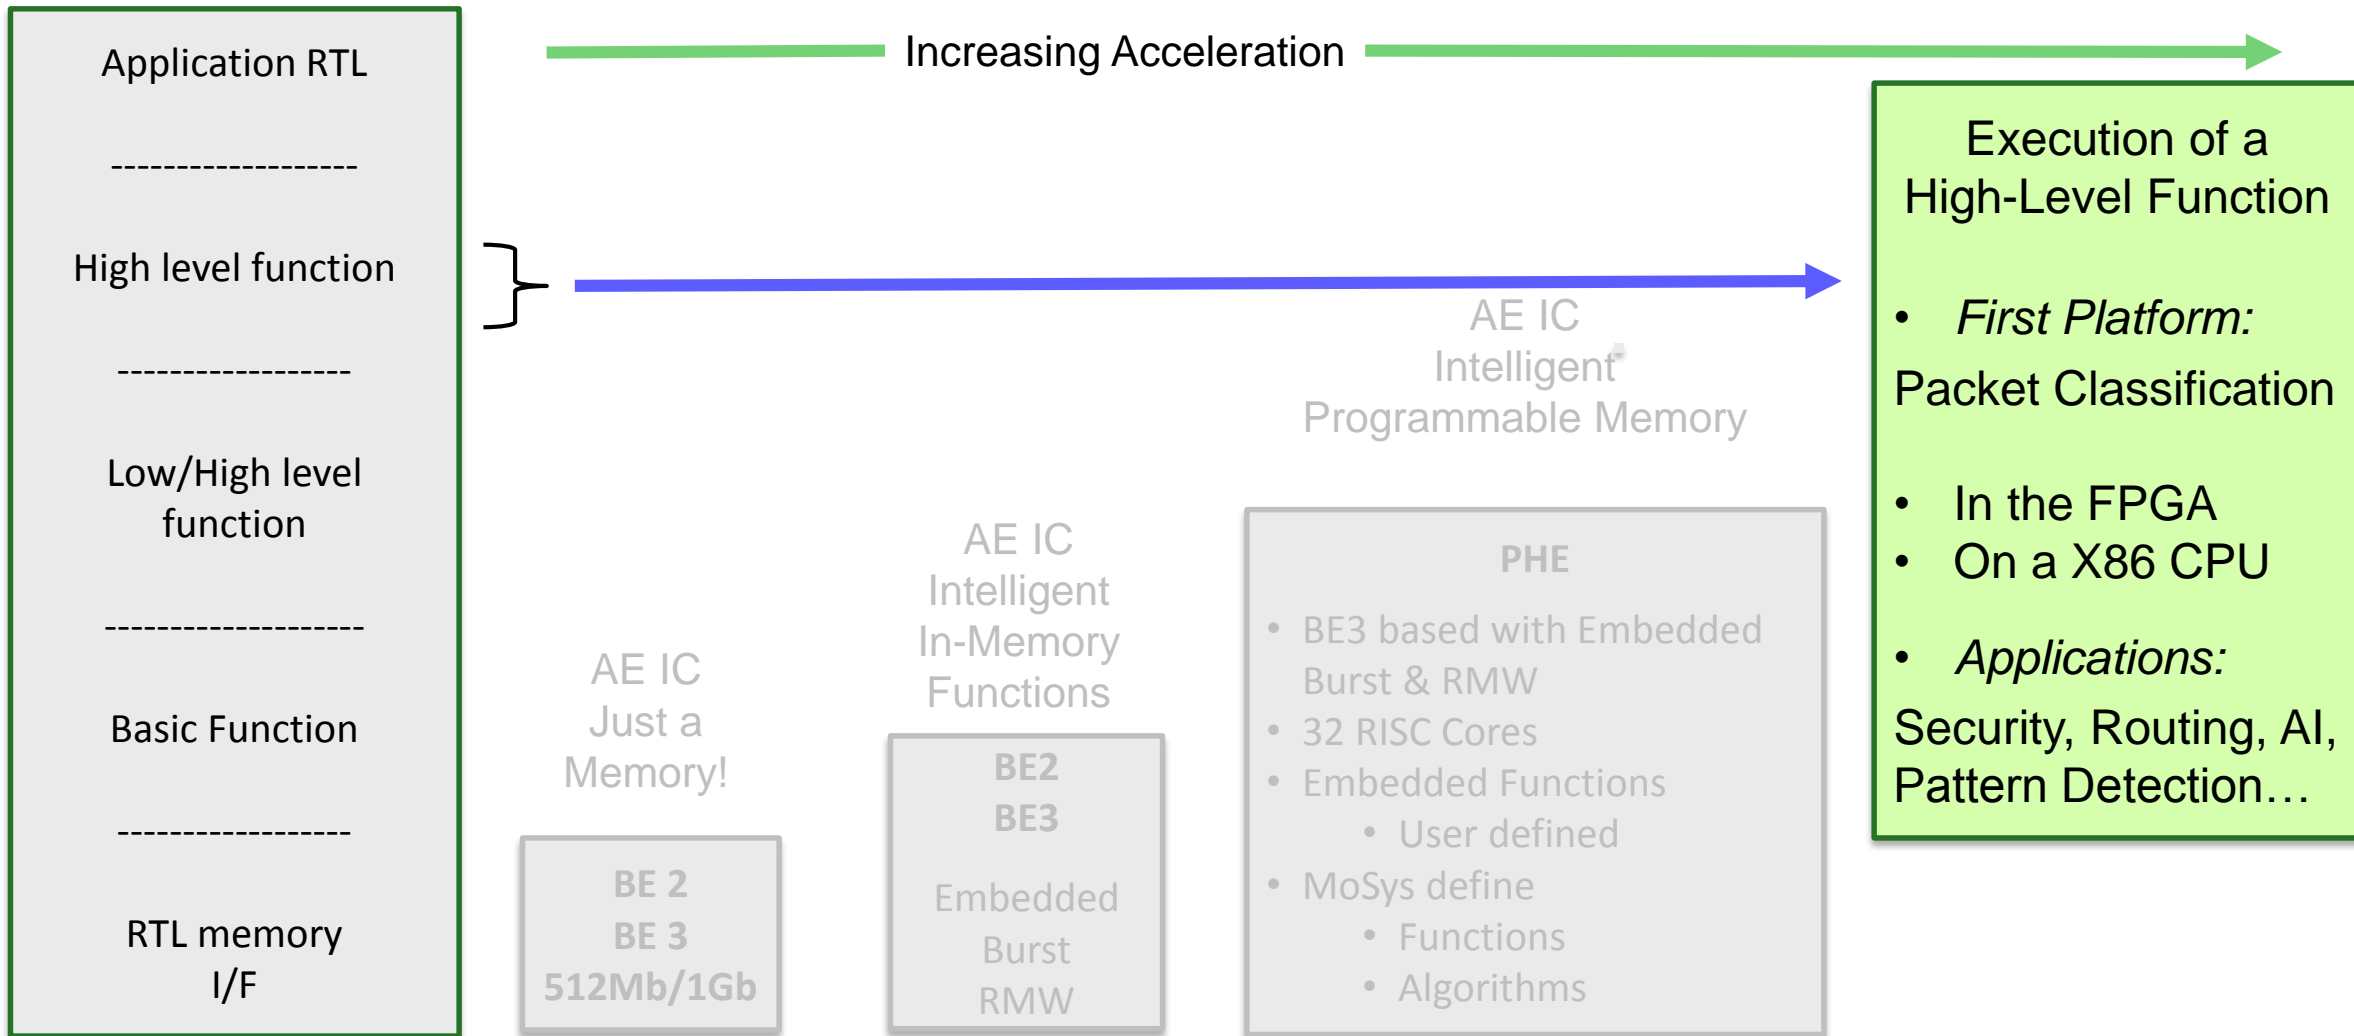 Application RTL
-------------------
High level function
------------------
Low/High level
function
--------------------
Basic Function
------------------
RTL memory
I/F
Increasing Acceleration
AE IC
Just a
Memory!
BE 2
BE 3
512Mb/1Gb
AE IC
Intelligent
In-Memory
Functions
BE2
BE3
Embedded
Burst
RMW
AE IC
Intelligent
Programmable Memory
PHE
• BE3 based with Embedded
Burst & RMW
• 32 RISC Cores
• Embedded Functions
• User defined
• MoSys define
• Functions
• Algorithms
Execution of a
High-Level Function
• First Platform:
Packet Classification
• In the FPGA
• On a X86 CPU
• Applications:
Security, Routing, AI,
Pattern Detection…